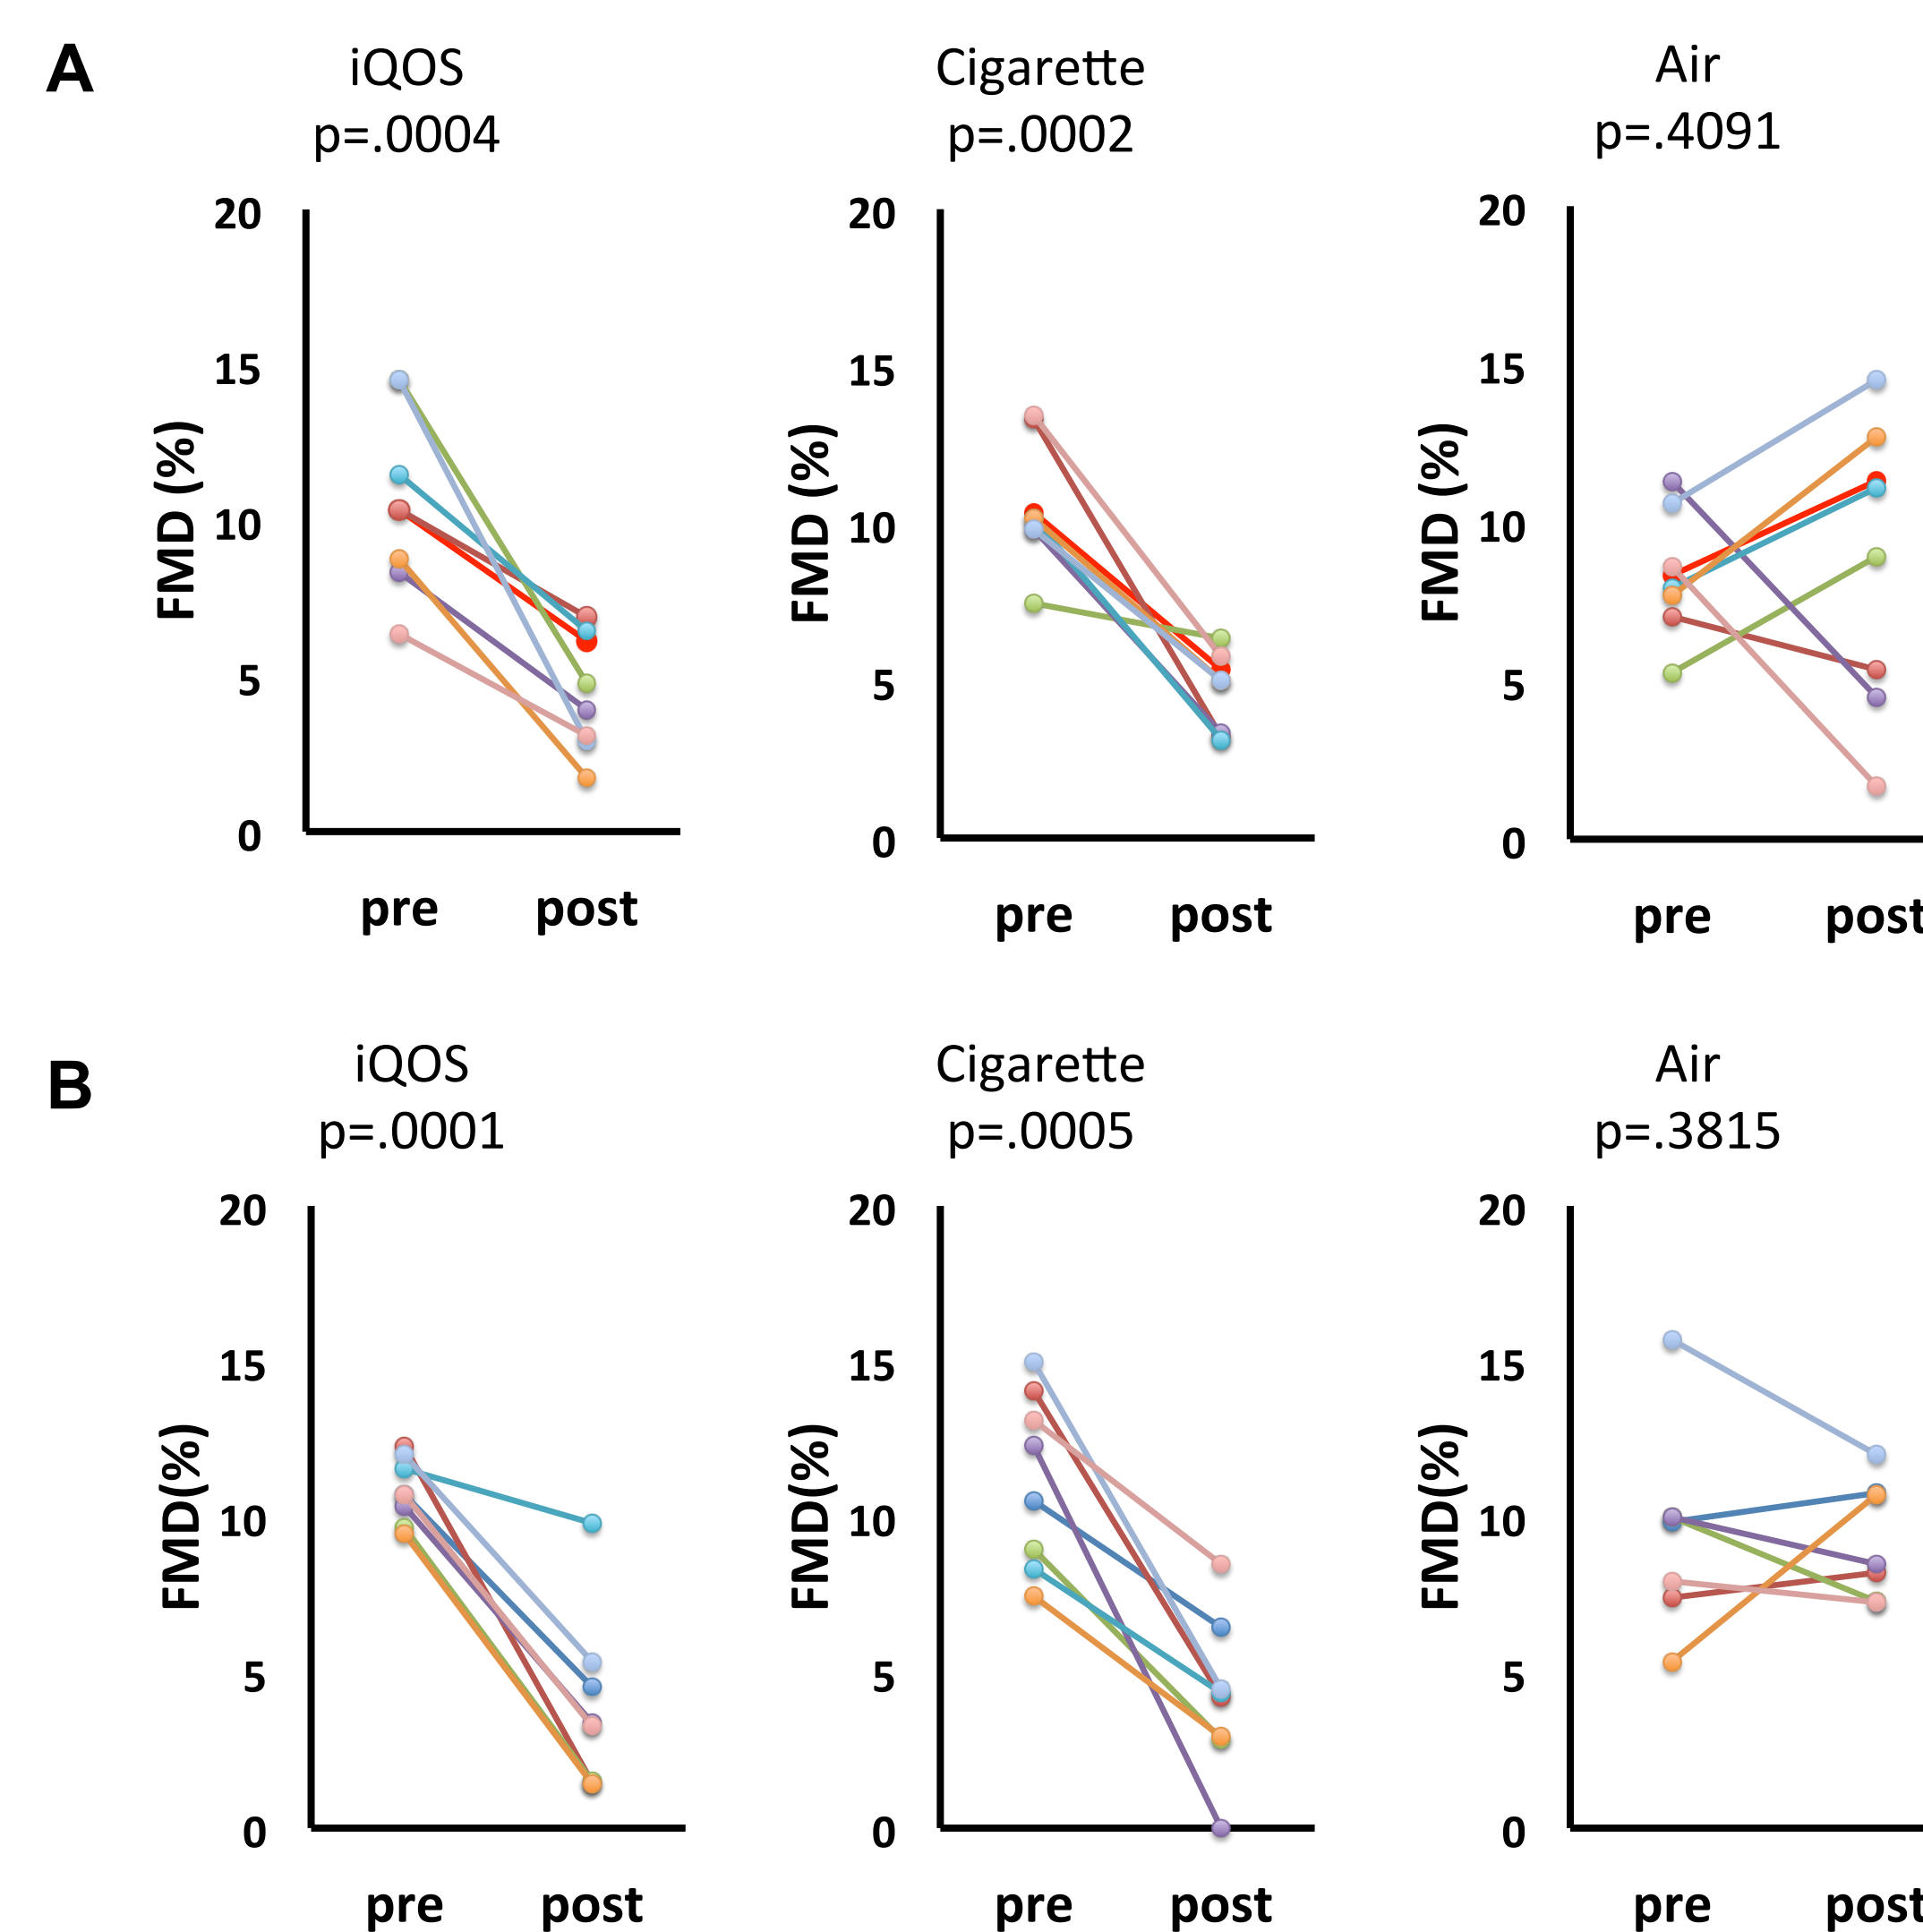 A
iQOS
p=.0004
Cigarette
p=.0002
Air
p=.4091
20
15
10
5
0
FMD (%)
pre post
20
15
10
5
0
FMD (%)
pre post
20
15
10
5
0
FMD (%)
pre post
B
iQOS
p=.0001
Cigarette
p=.0005
Air
p=.3815
20
15
10
5
0
FMD(%)
pre post
20
15
10
5
0
FMD(%)
pre post
20
15
10
5
0
FMD(%)
pre post